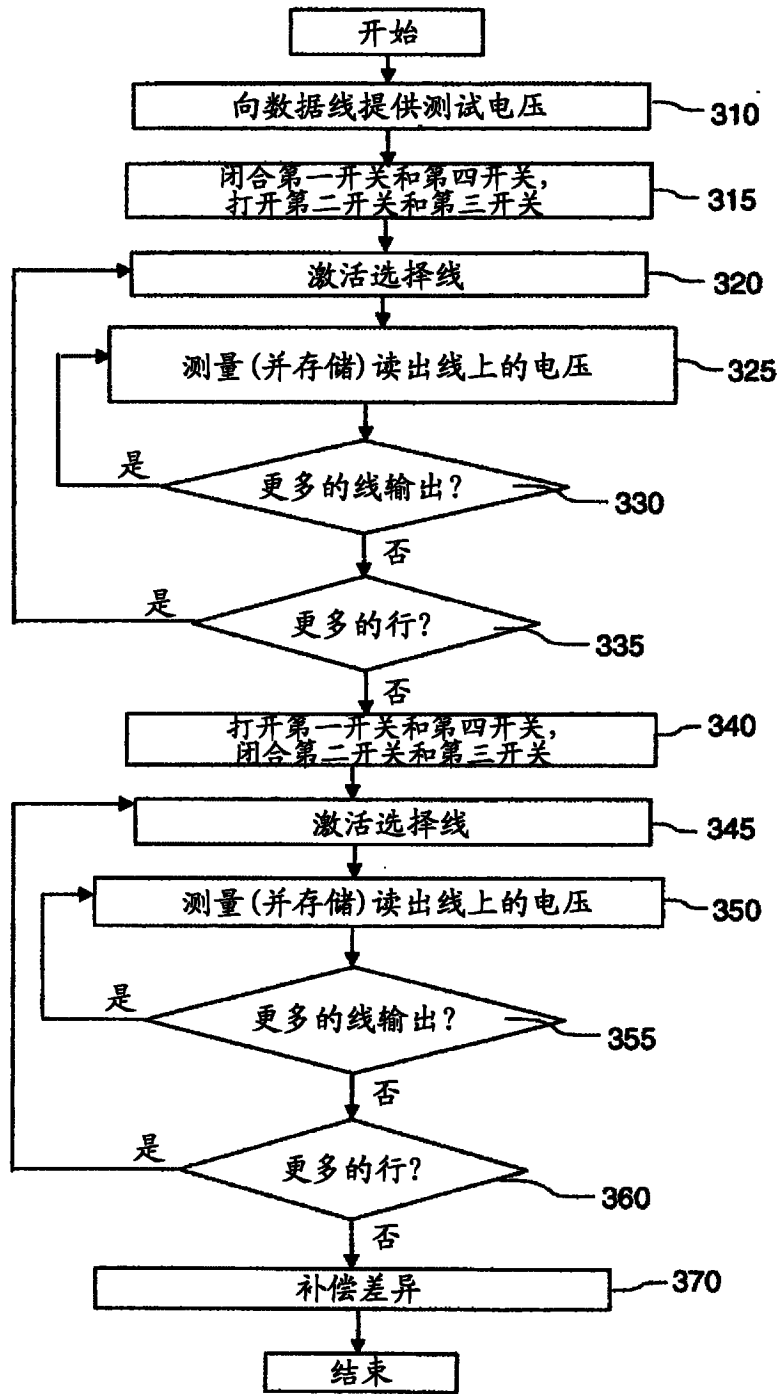 开始
向数据线提供测试电压
310
闭合第一开关和第四开关,
打开第二开关和第三开关
315
激活选择线
320
测量(并存储)读出线上的电压
325
是
更多的线输出?
330
否
是
更多的行?
335
否
打开第一开关和第四开关,
闭合第二开关和第三开关
340
激活选择线
345
测量(并存储)读出线上的电压
350
是
更多的线输出?
355
否
是
更多的行?
360
否
补偿差异
370
结束